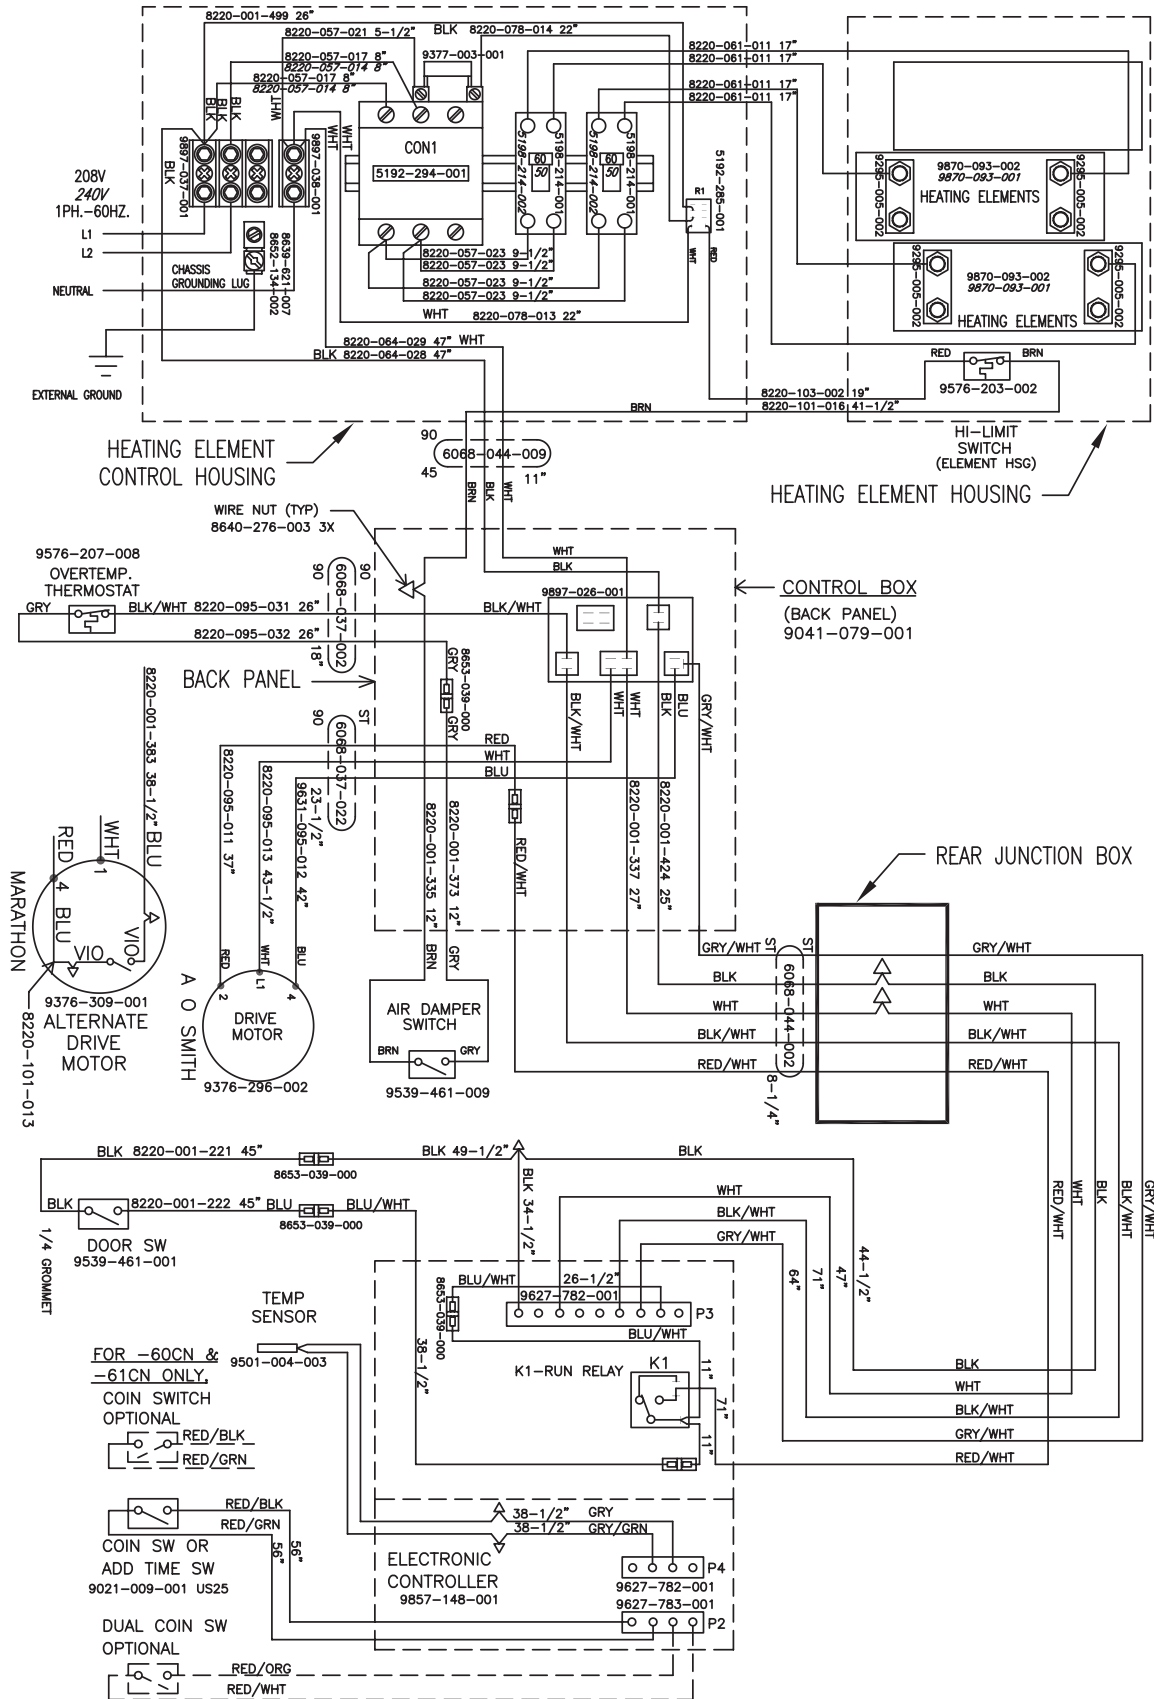 8220-001-499 26"
8220-057-021 5-1/2"
BLK 8220-078-014 22"
8220-057-017 8"
8220-057-014 8"
9377-003-001
8220-057-017 8"
8220-057-014 8"
8220-061-011 17"
8220-061-011 17"
8220-061-011 17"
8220-061-011 17"
BLK
BLK
BLK
WHT
WHT
WHT
BLK
9897-037-001
9897-038-001
CON1
5192-294-001
5198-214-002
60
50
5198-214-001
5198-214-002
60
50
5198-214-001
5192-285-001
R1
WHT
RED
208V
240V
1PH.-60HZ.
L1
L2
NEUTRAL
CHASSIS
GROUNDING LUG
8652-134-002
8639-621-007
8220-057-023 9-1/2"
8220-057-023 9-1/2"
8220-057-023 9-1/2"
8220-057-023 9-1/2"
WHT 8220-078-013 22"
8220-064-029 47" WHT
BLK 8220-064-028 47"
EXTERNAL GROUND
9295-005-002
9870-093-002
9870-093-001
HEATING ELEMENTS
9295-005-002
9295-005-002
9870-093-002
9870-093-001
HEATING ELEMENTS
9295-005-002
RED
BRN
9576-203-002
8220-103-002 19"
8220-101-016 41-1/2"
BRN
HI-LIMIT
SWITCH
(ELEMENT HSG)
HEATING ELEMENT
CONTROL HOUSING
HEATING ELEMENT HOUSING
90
6068-044-009
45
11"
BRN
BLK
WHT
WIRE NUT (TYP)
8640-276-003 3X
9576-207-008
OVERTEMP.
THERMOSTAT
GRY
BLK/WHT 8220-095-031 26"
8220-095-032 26"
90
90
6068-037-002
18"
BLK/WHT
WHT
BLK
9897-026-001
CONTROL BOX
(BACK PANEL)
9041-079-001
BACK PANEL
GRY
8653-039-000
GRY
BLK/WHT
WHT
WHT
BLK
BLU
GRY/WHT
90
ST
6068-037-022
23-1/2"
RED
WHT
BLU
8220-001-383 38-1/2" BLU
8220-095-011 37"
8220-095-013 43-1/2"
9631-095-012 42"
8220-001-335 12"
8220-001-373 12"
RED/WHT
8220-001-337 27"
8220-001-424 25"
RED
WHT
4
1
BLU
VIO
VIO
MARATHON
9376-309-001
ALTERNATE
DRIVE
MOTOR
8220-101-013
A O SMITH
RED
WHT
BLU
2
L1
4
DRIVE
MOTOR
9376-296-002
BRN
GRY
AIR DAMPER
SWITCH
BRN
GRY
9539-461-009
REAR JUNCTION BOX
GRY/WHT
ST
ST
GRY/WHT
BLK
BLK
WHT
WHT
BLK/WHT
BLK/WHT
RED/WHT
RED/WHT
6068-044-002
8-1/4"
BLK 8220-001-221 45"
8653-039-000
BLK 49-1/2"
BLK
BLK
8220-001-222 45" BLU
BLU/WHT
8653-039-000
DOOR SW
9539-461-001
1/4 GROMMET
BLK 34-1/2"
WHT
BLK/WHT
GRY/WHT
64"
71"
47"
44-1/2"
RED/WHT
WHT
BLK
BLK/WHT
GRY/WHT
BLU/WHT
26-1/2"
9627-782-001
P3
8653-039-000
BLU/WHT
38-1/2"
K1-RUN RELAY
K1
11"
71"
11"
BLK
WHT
BLK/WHT
GRY/WHT
RED/WHT
TEMP
SENSOR
9501-004-003
FOR -60CN &
-61CN ONLY.
COIN SWITCH
OPTIONAL
RED/BLK
RED/GRN
RED/BLK
RED/GRN
56"
56"
COIN SW OR
ADD TIME SW
9021-009-001 US25
38-1/2" GRY
38-1/2" GRY/GRN
ELECTRONIC
CONTROLLER
9857-148-001
P4
9627-782-001
9627-783-001
P2
DUAL COIN SW
OPTIONAL
RED/ORG
RED/WHT